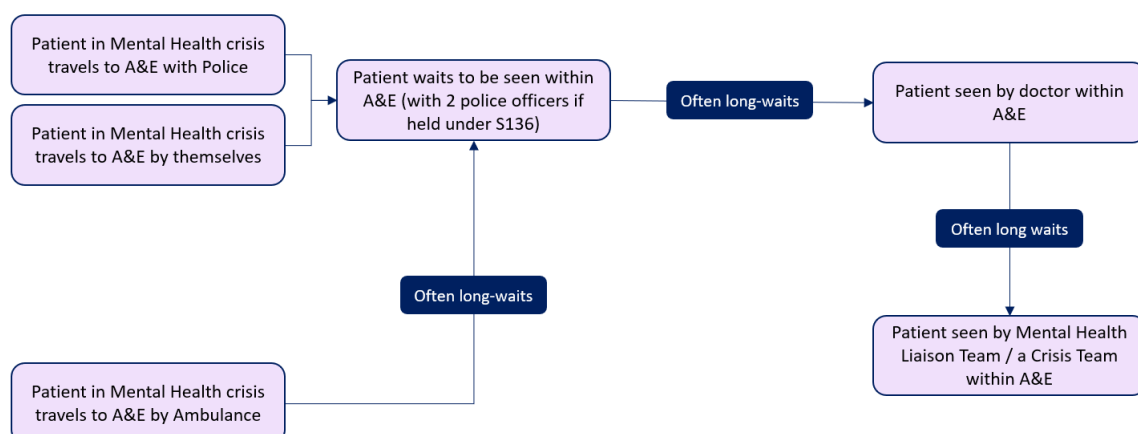 Patient in Mental Health crisis
travels to A&E with Police
Patient in Mental Health crisis
travels to A&E by themselves
Patient waits to be seen within
A&E (with 2 police officers if
held under S136)
Often long-waits
Patient seen by doctor within
A&E
Often long waits
Patient seen by Mental Health
Liaison Team / a Crisis Team
within A&E
Often long-waits
Patient in Mental Health crisis
travels to A&E by Ambulance